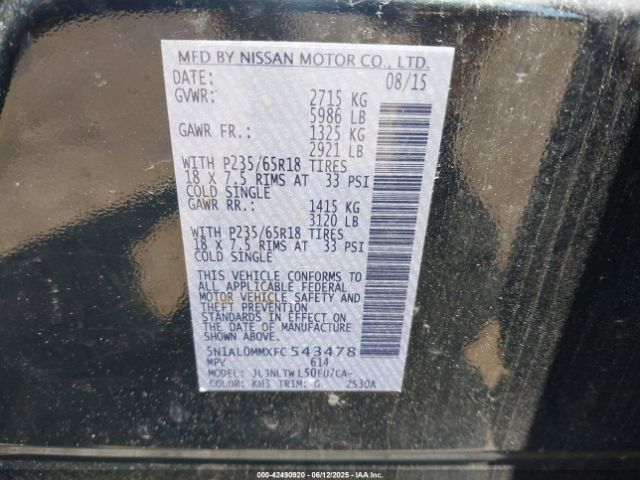 MFD BY NISSAN MOTOR CO., LTD.
DATE: 08/15
GVWR: 2715 KG
5986 LB
GAWR FR.: 1325 KG
2921 LB
WITH P235/65R18 TIRES
18 X 7.5 RIMS AT 33 PSI
COLD SINGLE
GAWR RR.: 1415 KG
3120 LB
WITH P235/65R18 TIRES
18 X 7.5 RIMS AT 33 PSI
COLD SINGLE
THIS VEHICLE CONFORMS TO
ALL APPLICABLE FEDERAL
MOTOR VEHICLE SAFETY AND
THEFT PREVENTION
STANDARDS IN EFFECT ON
THE DATE OF MANUFACTURE
SHOWN ABOVE.
5N1AL0MMXFC543478
MPV 614
MODEL: JLJNLTWL50EU7CA-
COLOR: KH3 TRIM: G 2530A
000-42490920 - 06/12/2025 - IAA Inc.